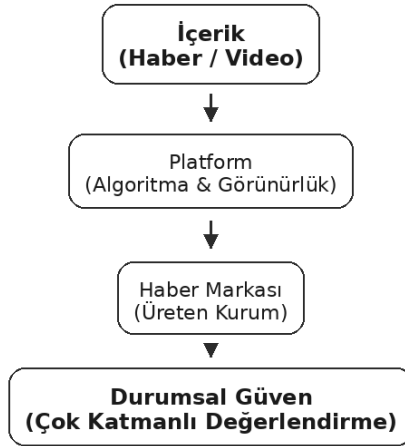 İçerik
(Haber / Video)
Platform
(Algoritma & Görünürlük)
Haber Markası
(Üreten Kurum)
Durumsal Güven
(Çok Katmanlı Değerlendirme)